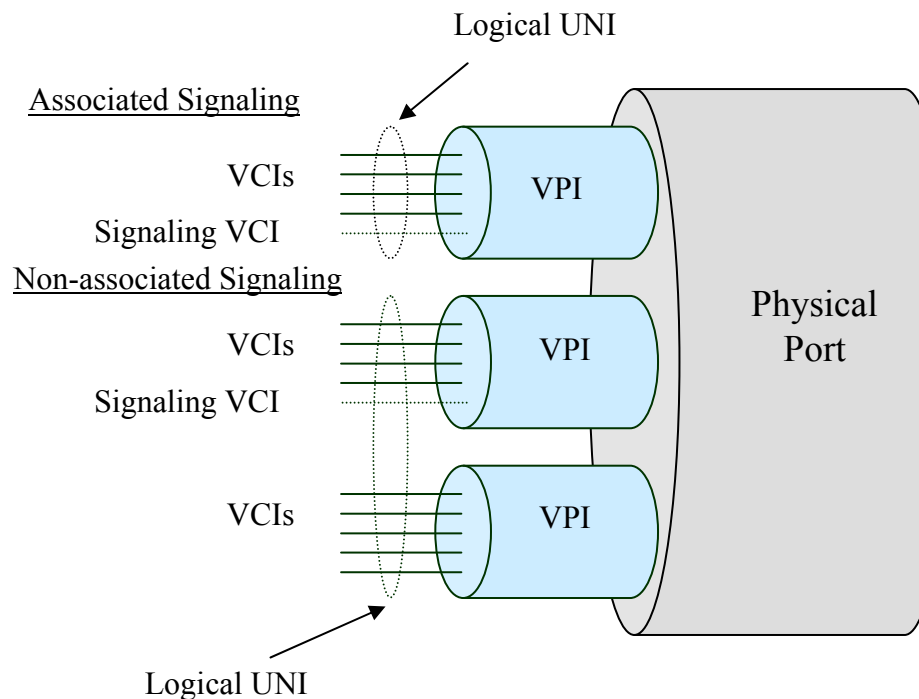 Logical UNI
Associated Signaling
VCIs
VPI
Signaling VCI
Non-associated Signaling
VCIs
VPI
Physical
Port
Signaling VCI
VCIs
VPI
Logical UNI